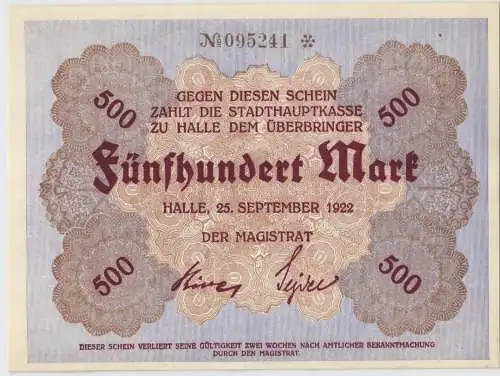 №095241 *
500
500
GEGEN DIESEN SCHEIN
ZAHLT DIE STADTHAUPTKASSE
ZU HALLE DEM ÜBERBRINGER
Fünfhundert Mark
HALLE, 25. SEPTEMBER 1922
DER MAGISTRAT
500
500
DIESER SCHEIN VERLIERT SEINE GÜLTIGKEIT ZWEI WOCHEN NACH AMTLICHER BEKANNTMACHUNG
DURCH DEN MAGISTRAT.